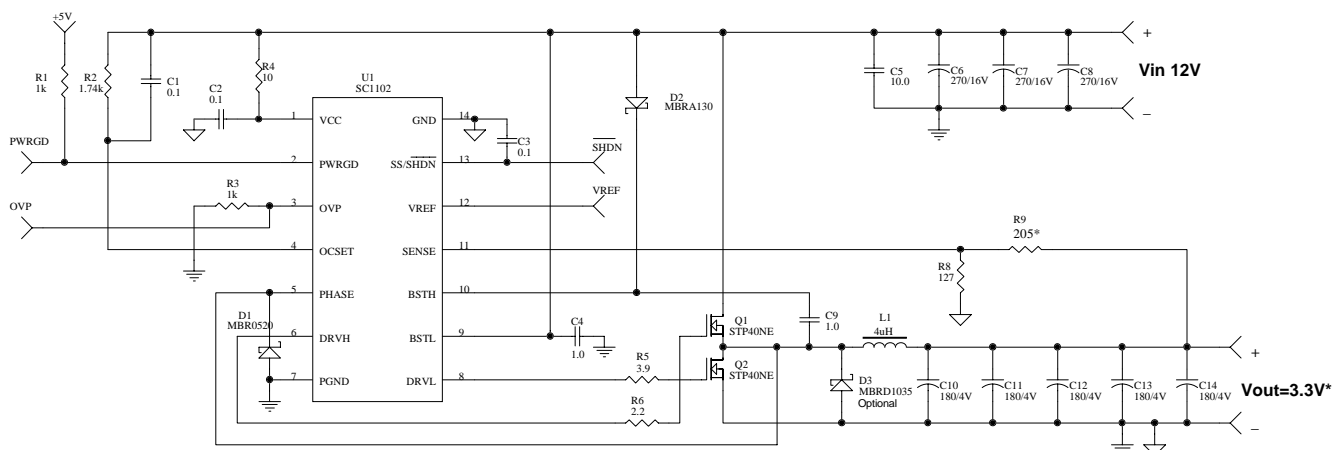 +5V
R1
1k
R2
1.74k
C1
0.1
R4
10
C2
0.1
U1
SC1102
1
VCC
GND
14
C3
0.1
SHDN
PWRGD
2
PWRGD
SS/SHDN
13
R3
1k
VREF
OVP
3
OVP
VREF
12
4
OCSET
SENSE
11
5
PHASE
BSTH
10
D1
MBR0520
6
DRVH
BSTL
9
C4
1.0
7
PGND
DRVL
8
R5
3.9
R6
2.2
D2
MBRA130
C5
10.0
C6
270/16V
C7
270/16V
C8
270/16V
+
Vin 12V
_
R9
205*
R8
127
Q1
STP40NE
Q2
STP40NE
C9
1.0
L1
4uH
D3
MBRD1035
Optional
C10
180/4V
C11
180/4V
C12
180/4V
C13
180/4V
C14
180/4V
+
Vout=3.3V*
_